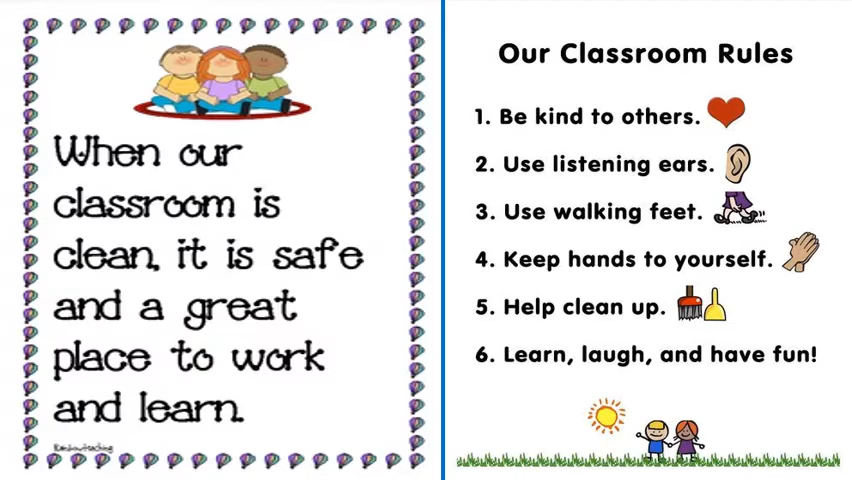 When our
classroom is
clean, it is safe
and a great
place to work
and learn.
Our Classroom Rules
1. Be kind to others.
2. Use listening ears.
3. Use walking feet.
4. Keep hands to yourself.
5. Help clean up.
6. Learn, laugh, and have fun!